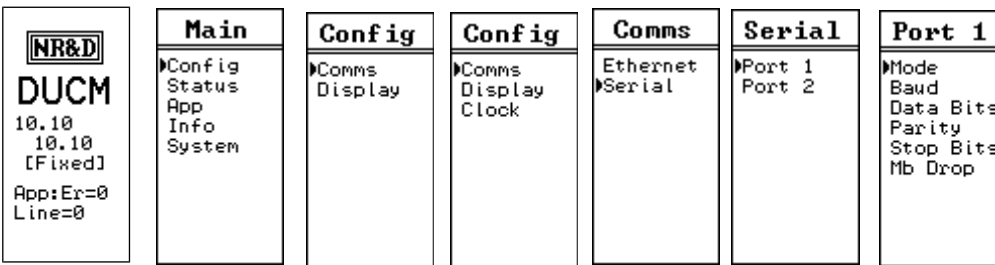 NR&D
DUCM
10.10
10.10
[Fixed]
App:Er=0
Line=0
Main
Config
Status
App
Info
System
Config
Comms
Display
Config
Comms
Display
Clock
Comms
Ethernet
Serial
Serial
Port 1
Port 2
Port 1
Mode
Baud
Data Bits
Parity
Stop Bits
Mb Drop